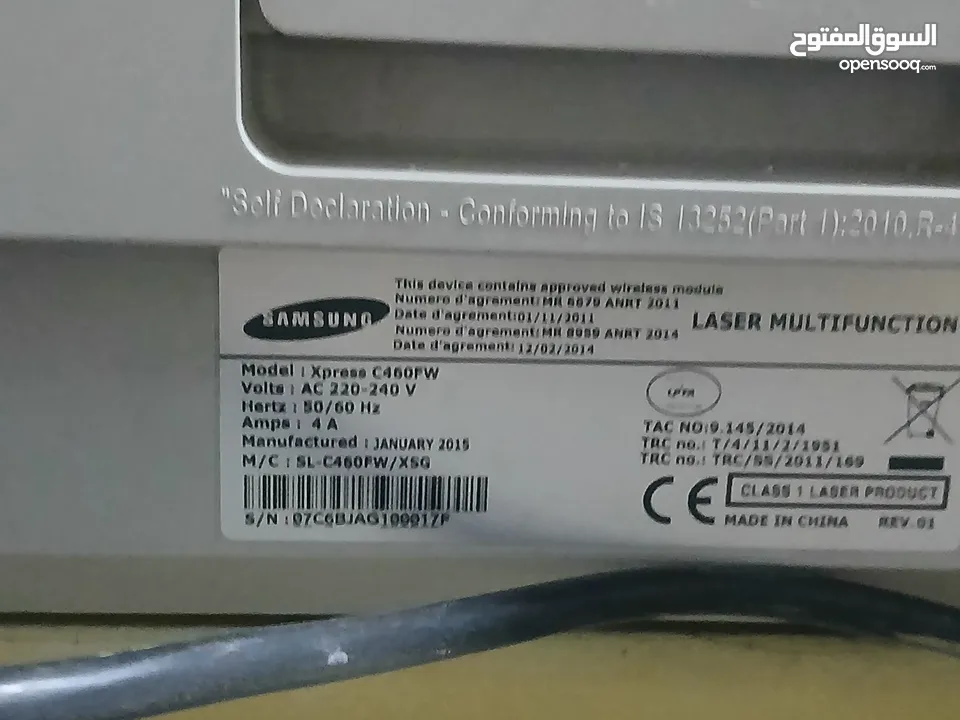 السوق المفتوح
opensooq.com
"Self Declaration - Conforming to IS 13252(Part 1):2010,R-4
SAMSUNG
This device contains approved wireless module
Numero d'agrement: MR 6879 ANRT 2011
Date d'agrement:01/11/2011
Numero d'agrement: MR 8959 ANRT 2014
Date d'agrement: 12/02/2014
LASER MULTIFUNCTION
Model : Xpress C460FW
Volts : AC 220-240 V
Hertz : 50/60 Hz
Amps : 4 A
Manufactured : JANUARY 2015
M/C : SL-C460FW/XSG
S/N : 07C6BJAG100017F
TAC NO:9.145/2014
TRC no.: T/4/11/2/1951
TRC no.: TRC/SS/2011/169
CE
CLASS 1 LASER PRODUCT
MADE IN CHINA
REV.01